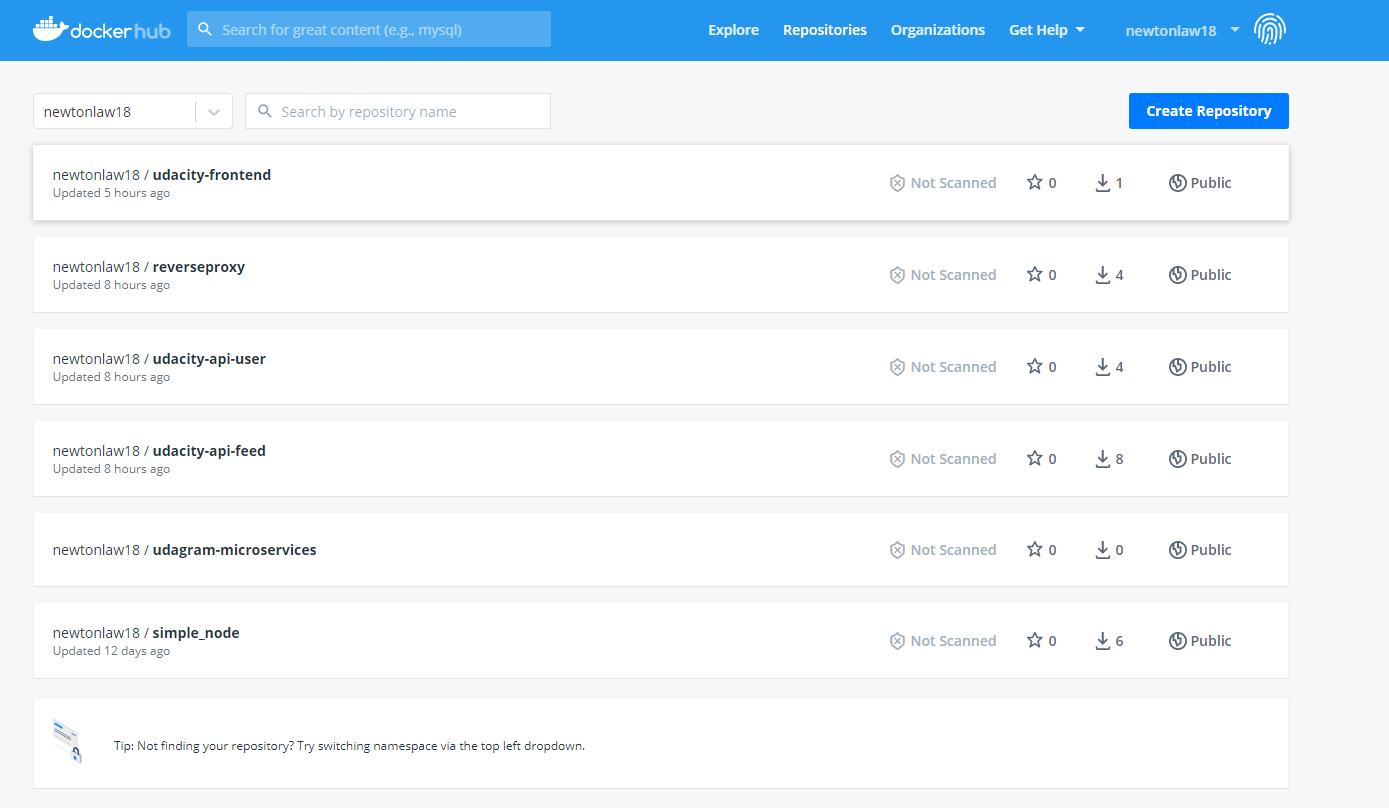 docker hub
Search for great content (e.g., mysql)
Explore
Repositories
Organizations
Get Help
newtonlaw18
newtonlaw18
Search by repository name
Create Repository
newtonlaw18 / udacity-frontend
Updated 5 hours ago
Not Scanned
0
1
Public
newtonlaw18 / reverseproxy
Updated 8 hours ago
Not Scanned
0
4
Public
newtonlaw18 / udacity-api-user
Updated 8 hours ago
Not Scanned
0
4
Public
newtonlaw18 / udacity-api-feed
Updated 8 hours ago
Not Scanned
0
8
Public
newtonlaw18 / udagram-microservices
Not Scanned
0
0
Public
newtonlaw18 / simple_node
Updated 12 days ago
Not Scanned
0
6
Public
Tip: Not finding your repository? Try switching namespace via the top left dropdown.